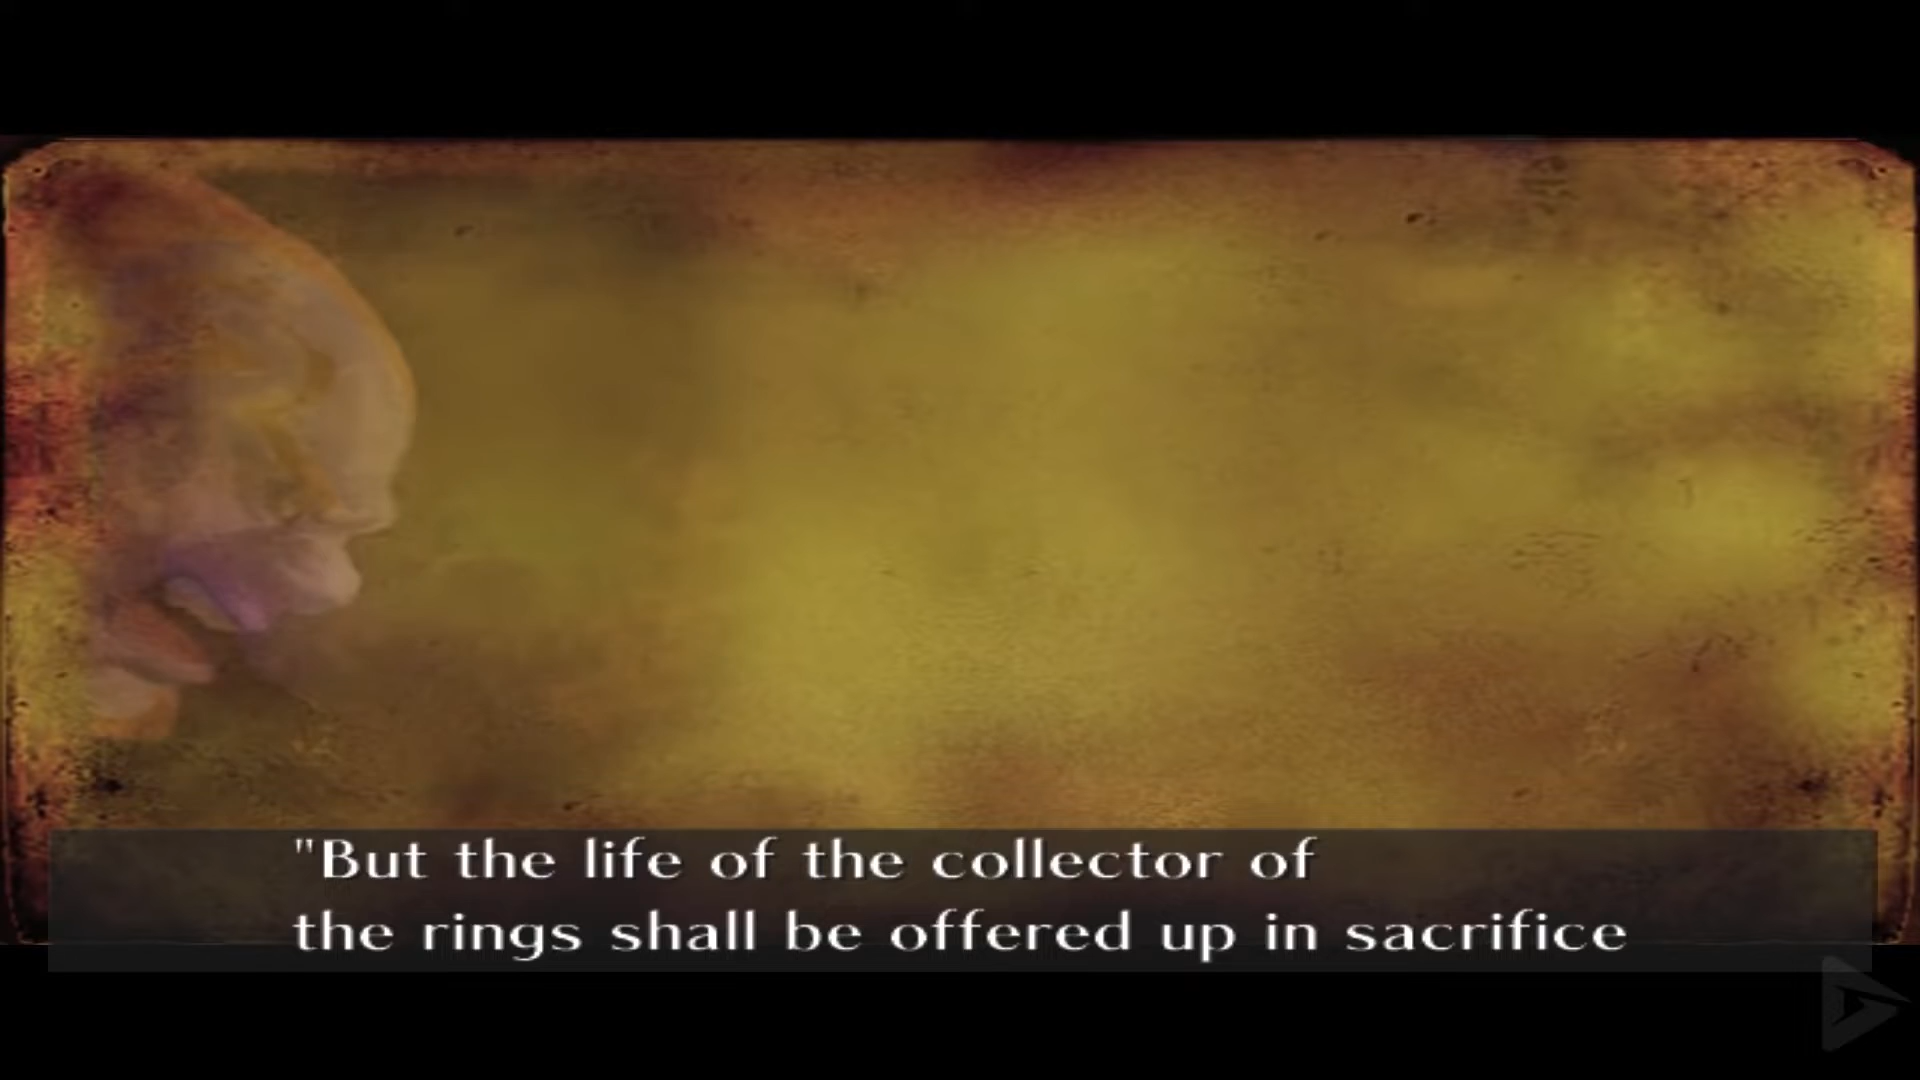 "But the life of the collector of
the rings shall be offered up in sacrifice